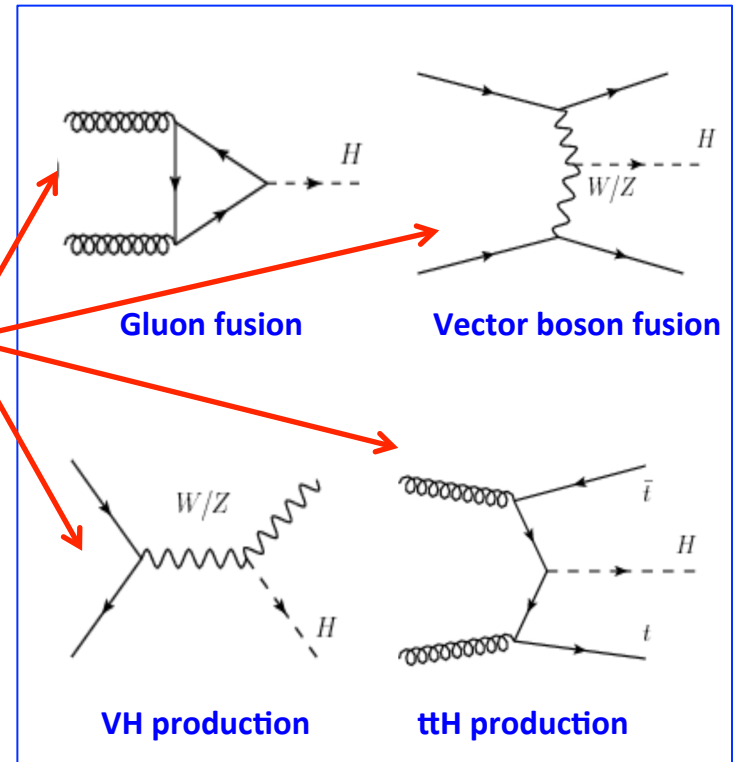 H
H
W/Z
Gluon fusion
Vector boson fusion
W/Z
t̄
H
H
t
VH production
ttH production